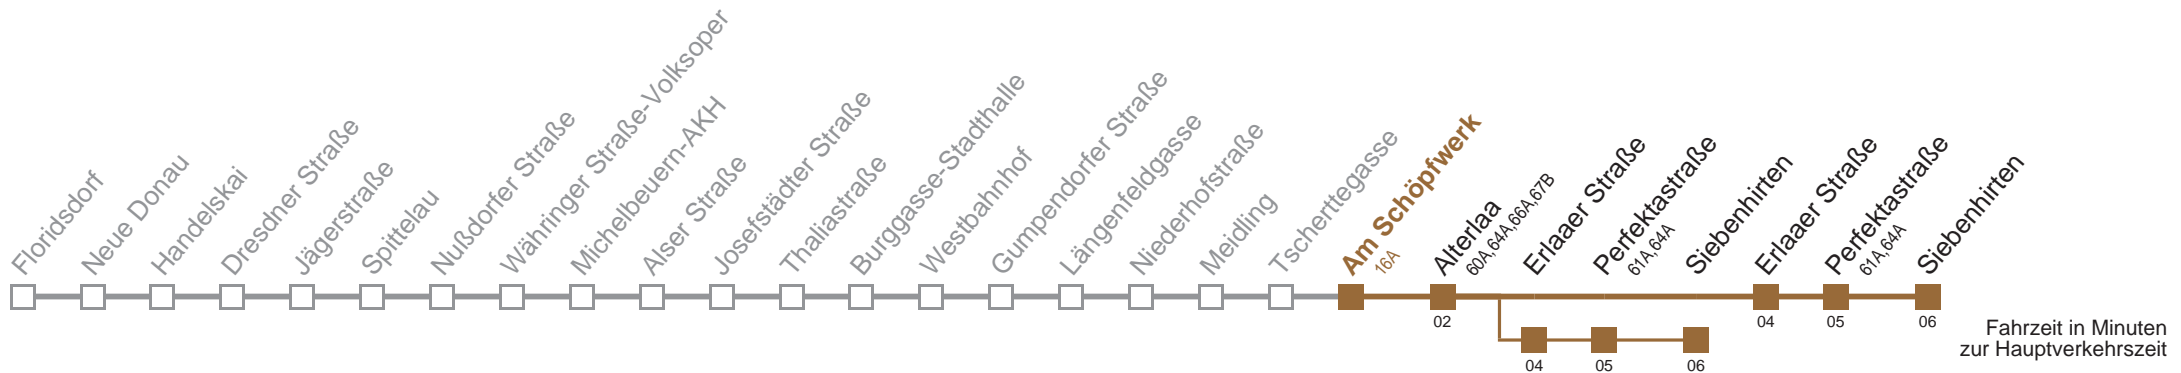 Floridsdorf
Neue Donau
Handelskai
Dresdner Straße
Jägerstraße
Spittelau
Nußdorfer Straße
Währinger Straße-Volksoper
Michelbeuern-AKH
Alser Straße
Josefstädter Straße
Thaliastraße
Burggasse-Stadthalle
Westbahnhof
Gumpendorfer Straße
Längenfeldgasse
Niederhofstraße
Meidling
Tscherttegasse
Am Schöpfwerk
16A
Alterlaa
60A,64A,66A,67B
Erlaaer Straße
Perfektastraße
61A,64A
Siebenhirten
Erlaaer Straße
Perfektastraße
61A,64A
Siebenhirten
02
04
05
06
04
05
06
Fahrzeit in Minuten
zur Hauptverkehrszeit